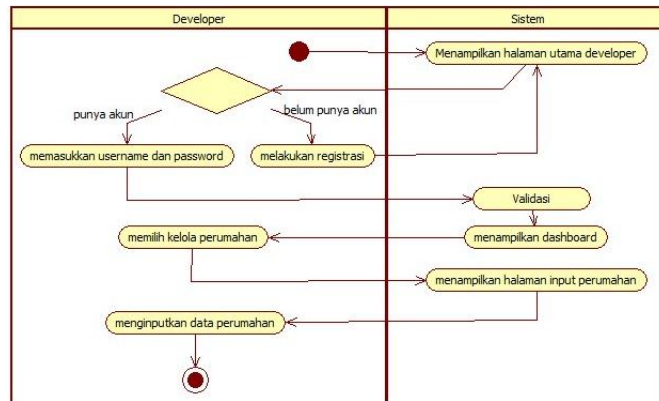 Developer
Sistem
Menampilkan halaman utama developer
punya akun
belum punya akun
memasukkan username dan password
melakukan registrasi
Validasi
memilih kelola perumahan
menampilkan dashboard
menampilkan halaman input perumahan
menginputkan data perumahan